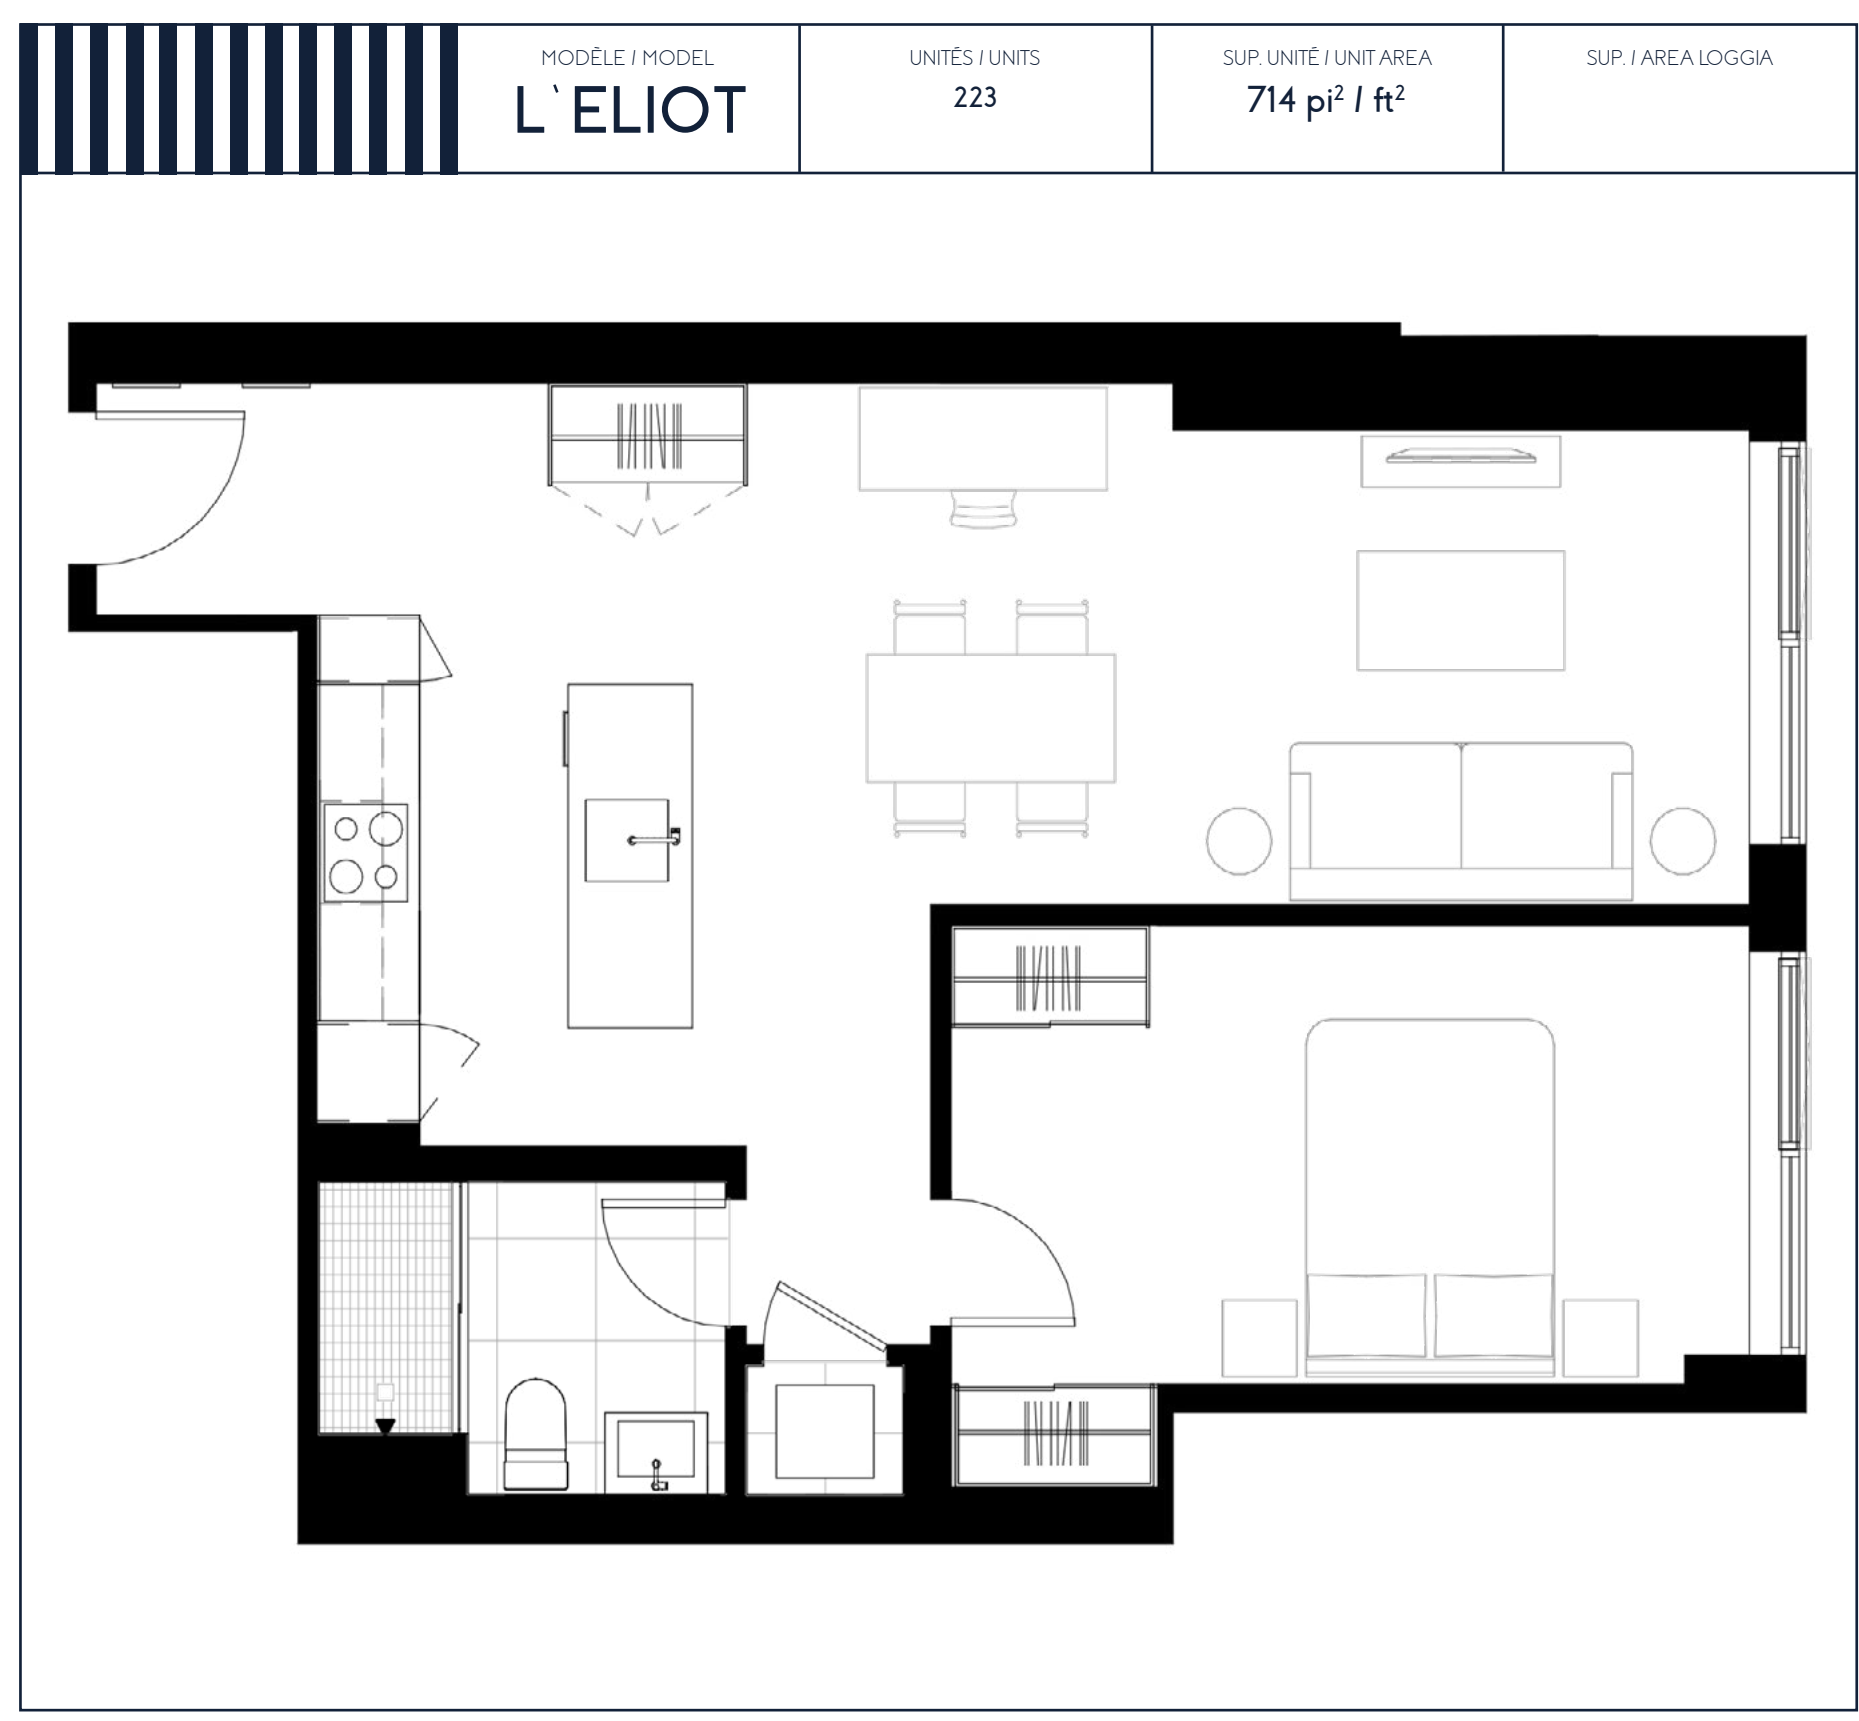 MODÈLE / MODEL
L`ELIOT
UNITÉS / UNITS
223
SUP. UNITÉ / UNIT AREA
714 pi² / ft²
SUP. / AREA LOGGIA